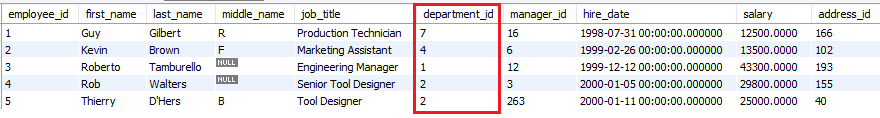 employee_id first_name last_name middle_name job_title department_id manager_id hire_date salary address_id
1 Guy Gilbert R Production Technician 7 16 1998-07-31 00:00:00.000000 12500.0000 166
2 Kevin Brown F Marketing Assistant 4 6 1999-02-26 00:00:00.000000 13500.0000 102
3 Roberto Tamburello NULL Engineering Manager 1 12 1999-12-12 00:00:00.000000 43300.0000 193
4 Rob Walters NULL Senior Tool Designer 2 3 2000-01-05 00:00:00.000000 29800.0000 155
5 Thierry D'Hers B Tool Designer 2 263 2000-01-11 00:00:00.000000 25000.0000 40